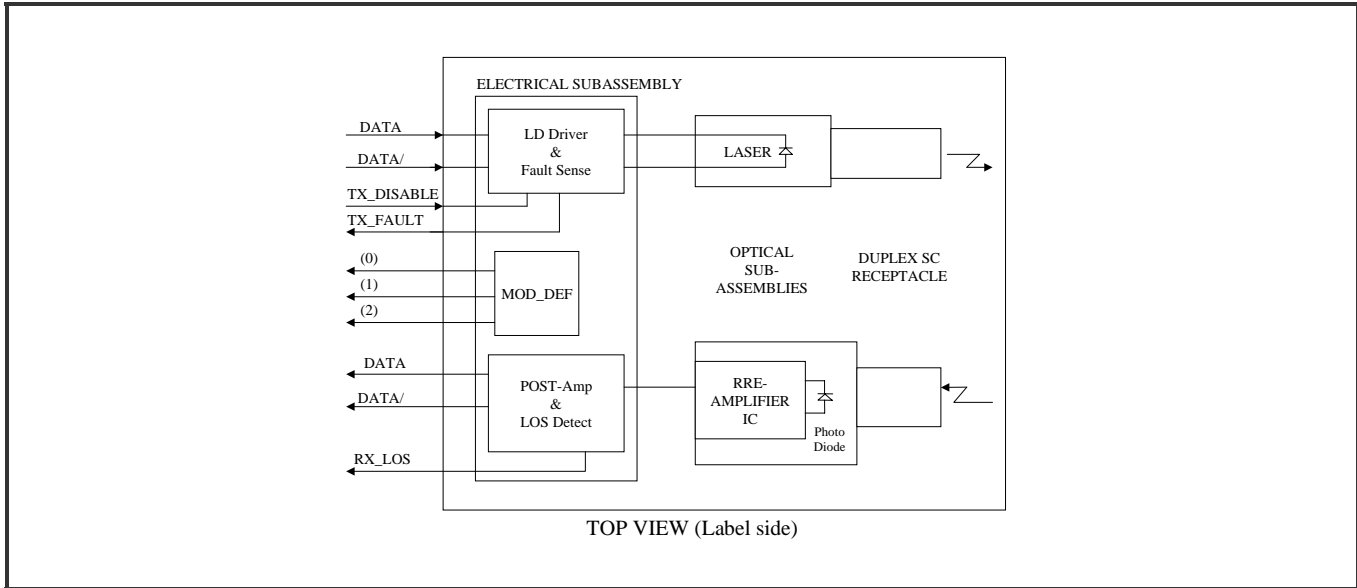 ELECTRICAL SUBASSEMBLY
DATA
DATA/
TX_DISABLE
TX_FAULT
LD Driver
&
Fault Sense
LASER
(0)
(1)
(2)
MOD_DEF
OPTICAL
SUB-
ASSEMBLIES
DUPLEX SC
RECEPTACLE
DATA
DATA/
RX_LOS
POST-Amp
&
LOS Detect
RRE-
AMPLIFIER
IC
Photo
Diode
TOP VIEW (Label side)